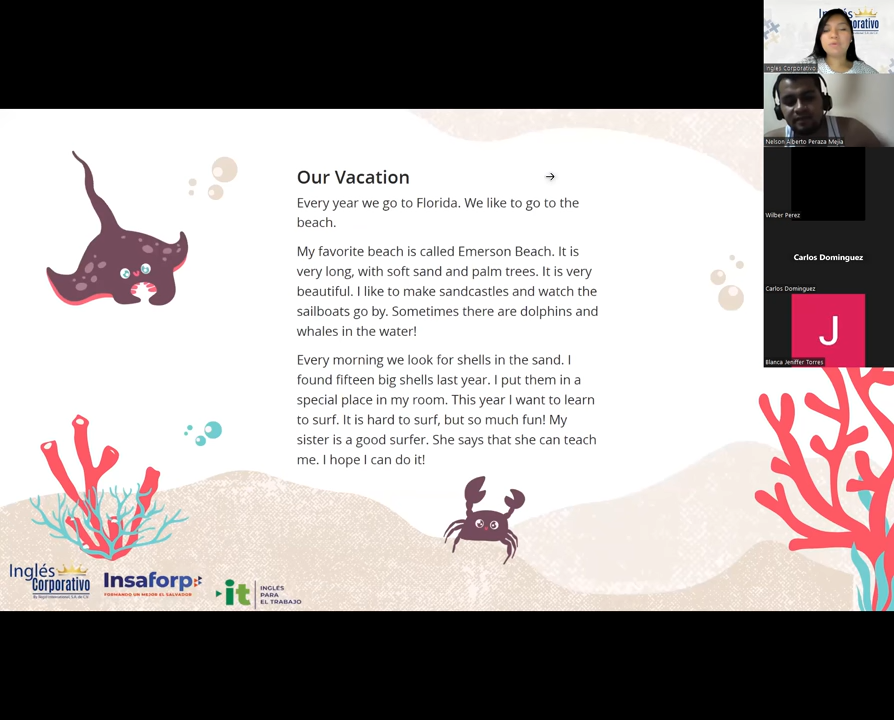 Inglés
Corporativo
Inglés Corporativo
Nelson Alberto Peraza Mejia
Wilber Perez
Carlos Dominguez
Carlos Dominguez
J
Blanca Jeniffer Torres
Our Vacation →
Every year we go to Florida. We like to go to the
beach.
My favorite beach is called Emerson Beach. It is
very long, with soft sand and palm trees. It is very
beautiful. I like to make sandcastles and watch the
sailboats go by. Sometimes there are dolphins and
whales in the water!
Every morning we look for shells in the sand. I
found fifteen big shells last year. I put them in a
special place in my room. This year I want to learn
to surf. It is hard to surf, but so much fun! My
sister is a good surfer. She says that she can teach
me. I hope I can do it!
Inglés
Corporativo
Insaforp
FORMANDO UN MEJOR EL SALVADOR
it
INGLÉS
PARA
EL TRABAJO